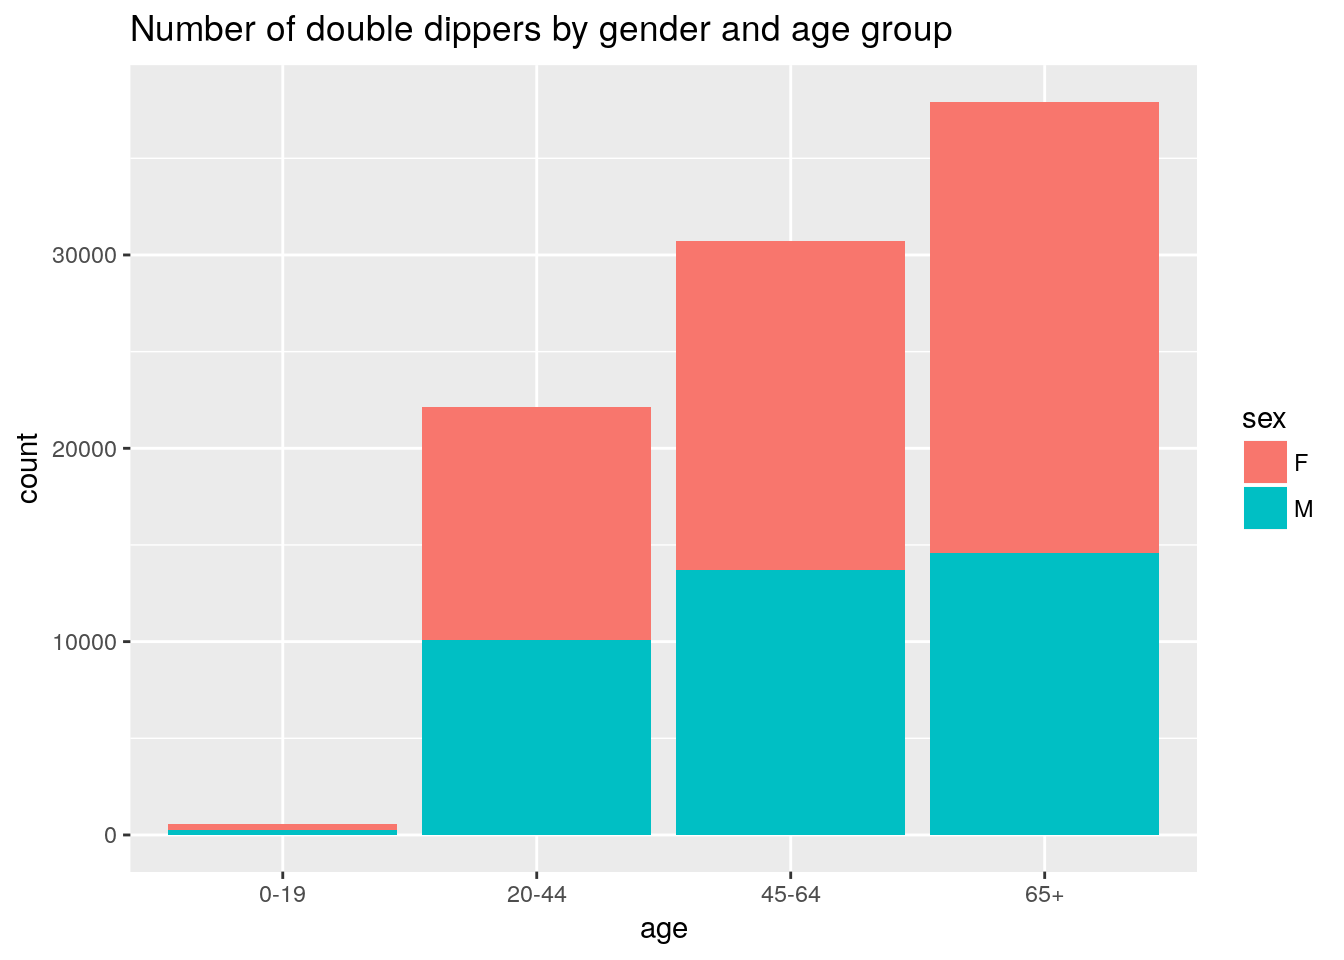 Number of double dippers by gender and age group
count
30000
20000
10000
0
0-19
20-44
45-64
65+
age
sex
F
M